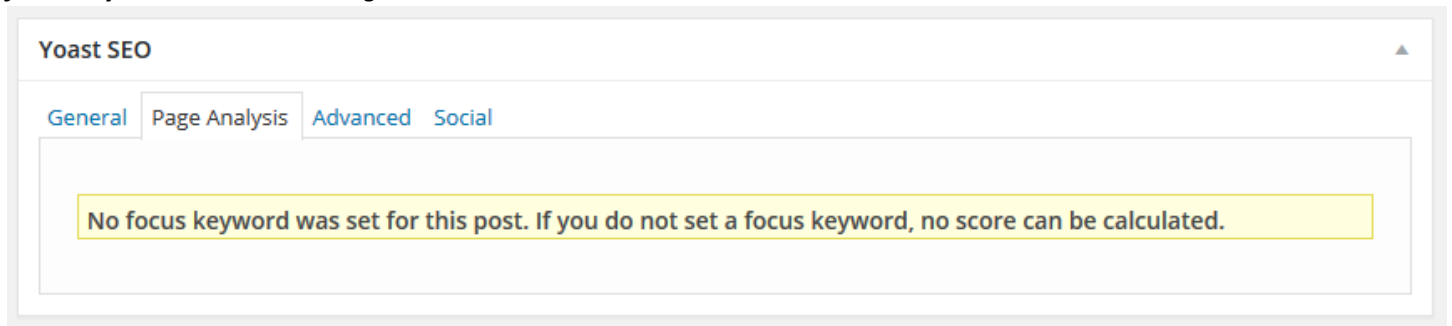 Yoast SEO
General Page Analysis Advanced Social
No focus keyword was set for this post. If you do not set a focus keyword, no score can be calculated.